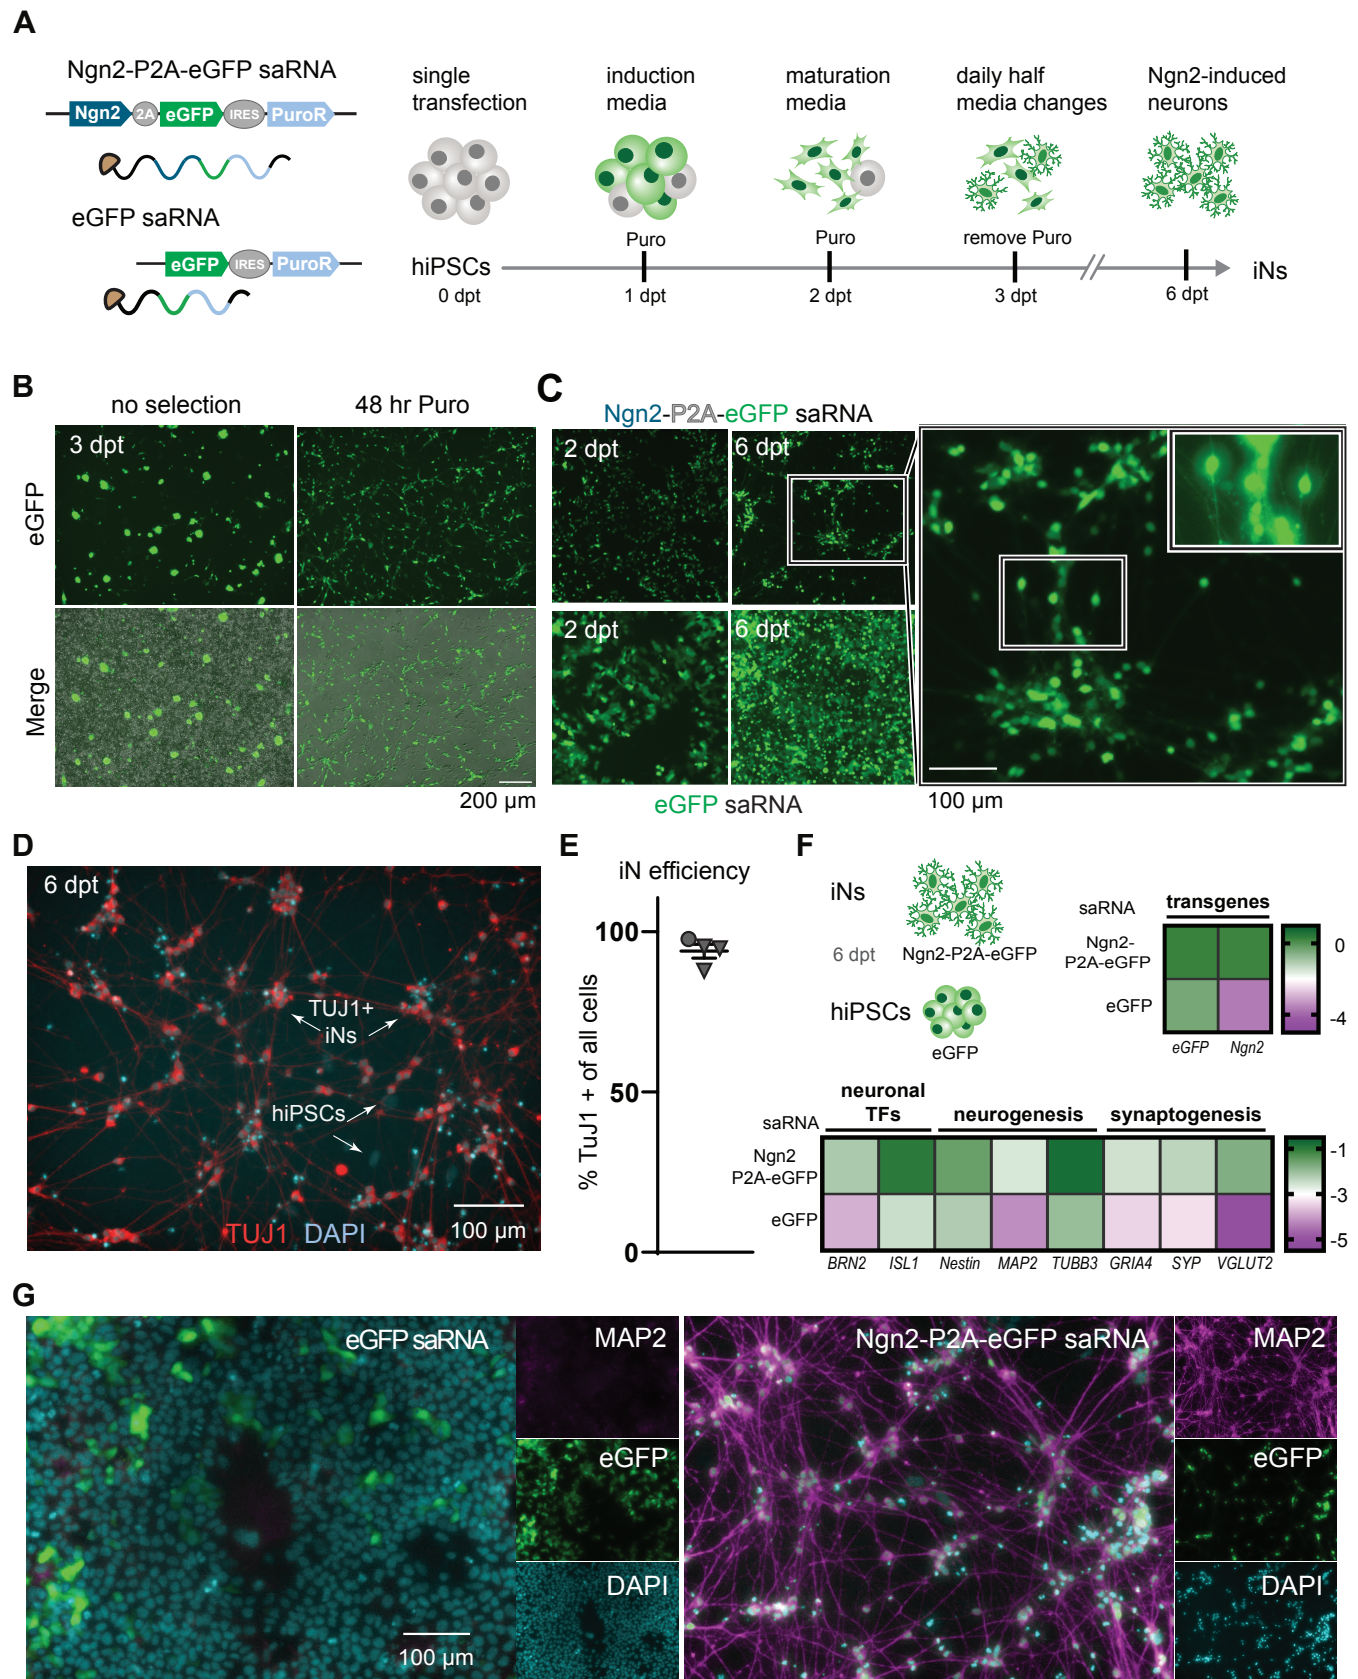 A
Ngn2-P2A-eGFP saRNA
Ngn2 2A eGFP IRES PuroR
eGFP saRNA
eGFP IRES PuroR
single
transfection
induction
media
maturation
media
daily half
media changes
Ngn2-induced
neurons
Puro
Puro
remove Puro
hiPSCs
iNs
0 dpt
1 dpt
2 dpt
3 dpt
6 dpt
B
no selection
48 hr Puro
3 dpt
eGFP
Merge
200 µm
C
Ngn2-P2A-eGFP saRNA
2 dpt
6 dpt
2 dpt
6 dpt
eGFP saRNA
100 µm
D
6 dpt
TUJ1+
iNs
hiPSCs
TUJ1 DAPI
100 µm
E
iN efficiency
% TuJ1 + of all cells
100
50
0
F
iNs
6 dpt
Ngn2-P2A-eGFP
hiPSCs
eGFP
saRNA
transgenes
Ngn2-
P2A-eGFP
eGFP
eGFP Ngn2
0
-4
saRNA
neuronal
TFs
neurogenesis
synaptogenesis
Ngn2
P2A-eGFP
eGFP
BRN2 ISL1 Nestin MAP2 TUBB3 GRIA4 SYP VGLUT2
-1
-3
-5
G
eGFP saRNA
100 µm
MAP2
eGFP
DAPI
Ngn2-P2A-eGFP saRNA
MAP2
eGFP
DAPI